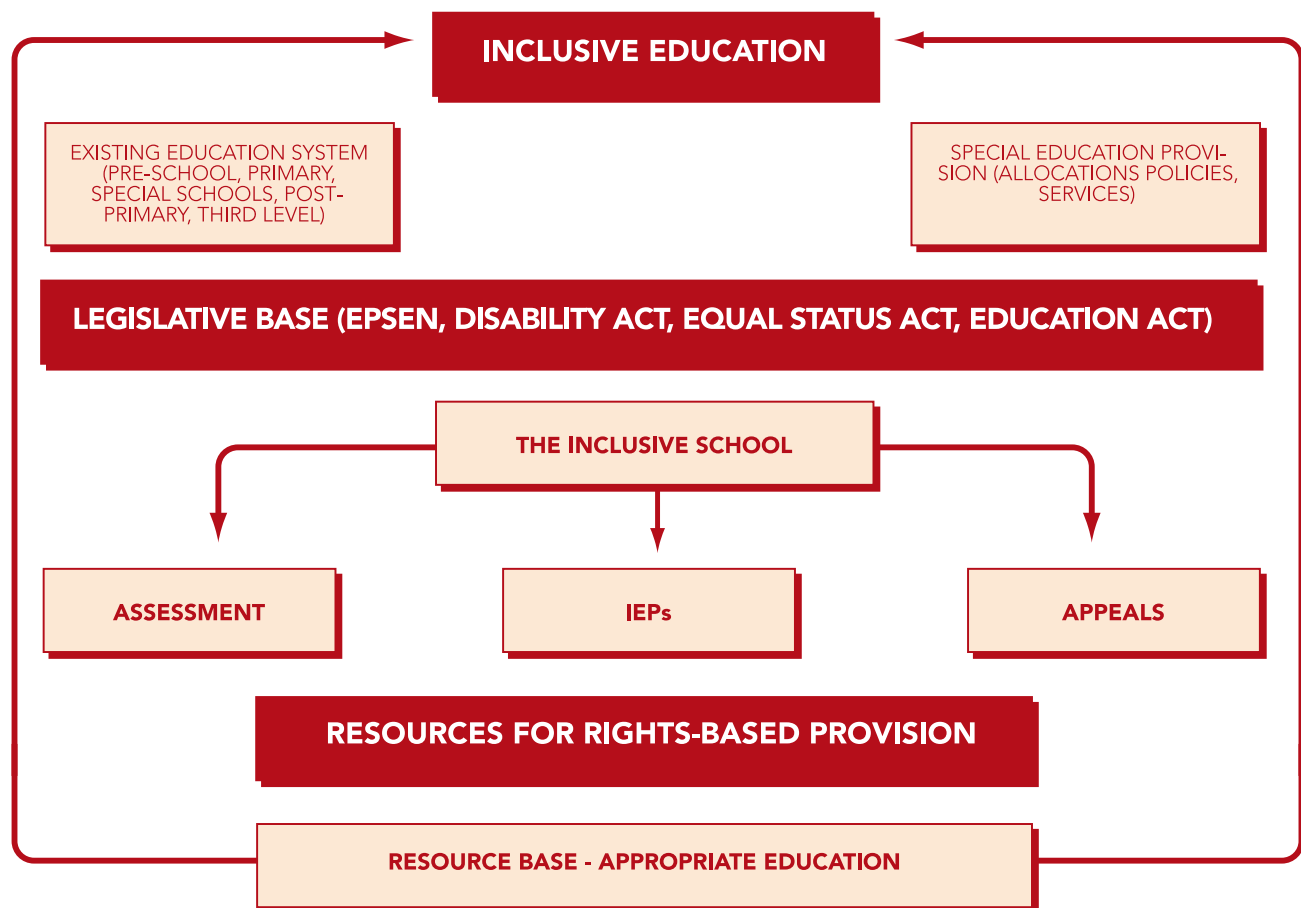 INCLUSIVE EDUCATION
EXISTING EDUCATION SYSTEM
(PRE-SCHOOL, PRIMARY,
SPECIAL SCHOOLS, POST-
PRIMARY, THIRD LEVEL)
SPECIAL EDUCATION PROVI-
SION (ALLOCATIONS POLICIES,
SERVICES)
LEGISLATIVE BASE (EPSEN, DISABILITY ACT, EQUAL STATUS ACT, EDUCATION ACT)
THE INCLUSIVE SCHOOL
ASSESSMENT
IEPs
APPEALS
RESOURCES FOR RIGHTS-BASED PROVISION
RESOURCE BASE - APPROPRIATE EDUCATION